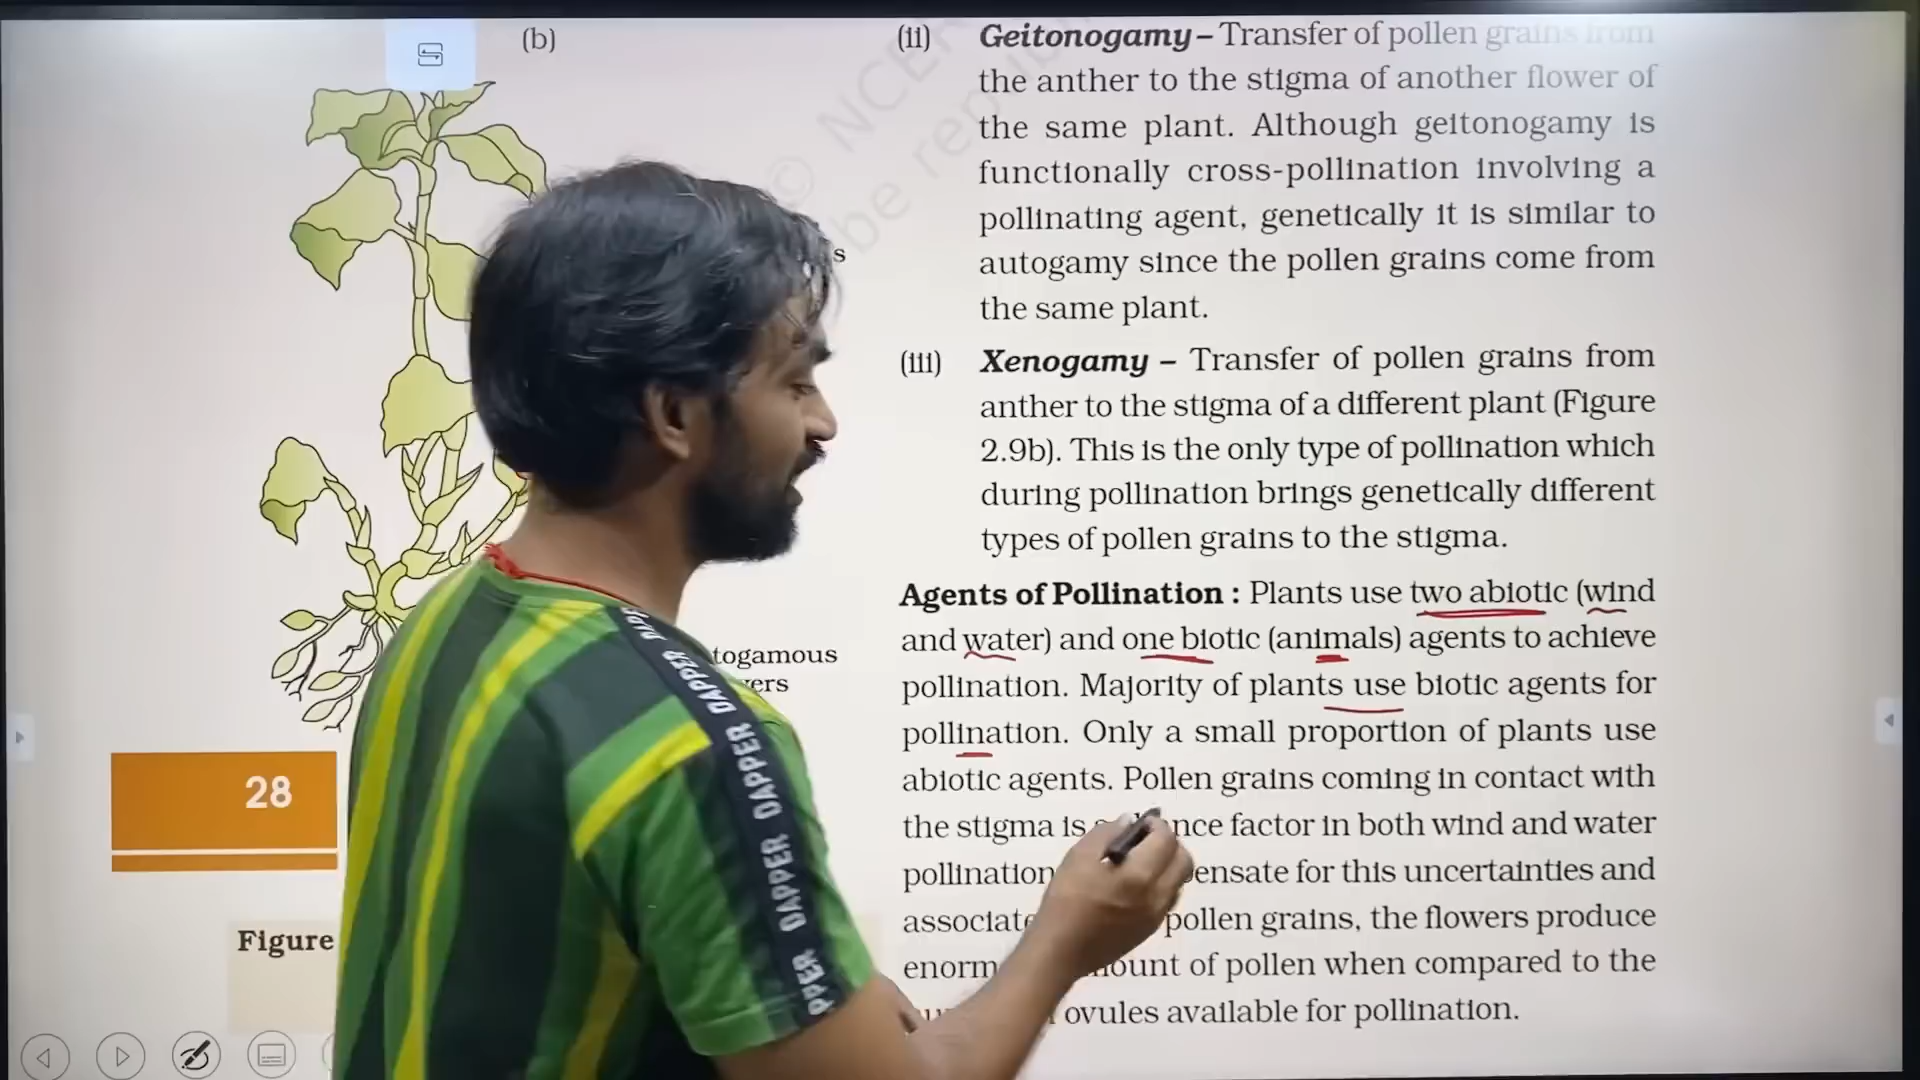 (b)
(ii) Geitonogamy – Transfer of pollen grains from
the anther to the stigma of another flower of
the same plant. Although geitonogamy is
functionally cross-pollination involving a
pollinating agent, genetically it is similar to
autogamy since the pollen grains come from
the same plant.
(iii) Xenogamy – Transfer of pollen grains from
anther to the stigma of a different plant (Figure
2.9b). This is the only type of pollination which
during pollination brings genetically different
types of pollen grains to the stigma.
Agents of Pollination : Plants use two abiotic (wind
and water) and one biotic (animals) agents to achieve
pollination. Majority of plants use biotic agents for
pollination. Only a small proportion of plants use
abiotic agents. Pollen grains coming in contact with
the stigma is factor in both wind and water
pollination for this uncertainties and
pollen grains, the flowers produce
of pollen when compared to the
ovules available for pollination.
© NCER
be rep
s
togamous
28
Figure
DAPPER DAPPER DAPPER